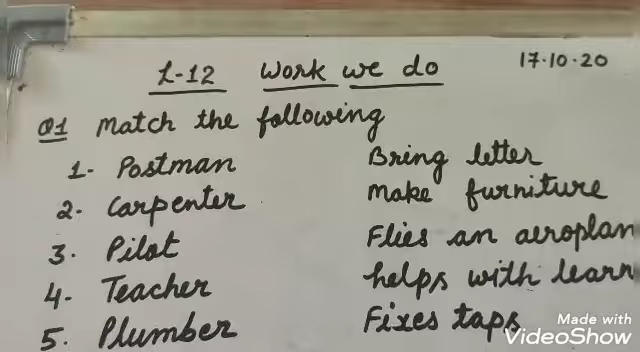 L-12 Work we do 17.10.20
Q1 Match the following
1- Postman Bring letter
2- Carpenter Make furniture
3. Pilot Flies an aeroplan
4- Teacher helps with learn
5. Plumber Fixes taps
Made with
VideoShow